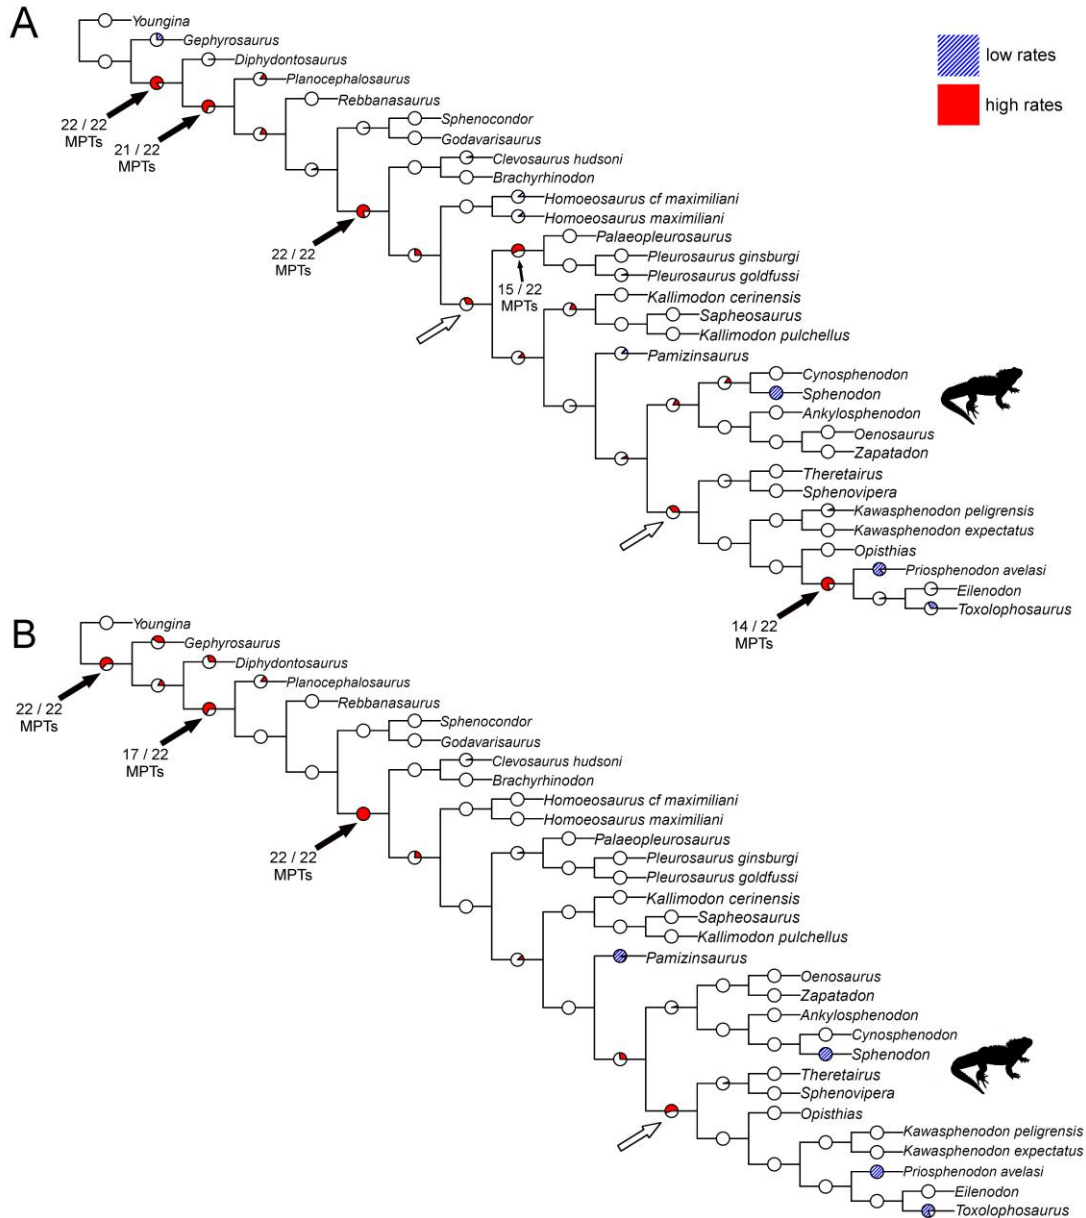 A
Youngina
Gephyrosaurus
Diphydontosaurus
Planocephalosaurus
Rebbanasaurus
Sphenocondor
Godavarisaurus
Clevosaurus hudsoni
Brachyrhinodon
Homoeosaurus cf maximiliani
Homoeosaurus maximiliani
Palaeopleurosaurus
Pleurosaurus ginsburgi
Pleurosaurus goldfussi
Kallimodon cerinensis
Sapheosaurus
Kallimodon pulchellus
Pamizinsaurus
Cynosphenodon
Sphenodon
Ankylosphenodon
Oenosaurus
Zapatadon
Theretairus
Sphenovipera
Kawasphenodon peligrensis
Kawasphenodon expectatus
Opisthias
Priosphenodon avelasi
Eilenodon
Toxolophosaurus
22 / 22
MPTs
21 / 22
MPTs
22 / 22
MPTs
15 / 22
MPTs
14 / 22
MPTs
low rates
high rates
B
Youngina
Gephyrosaurus
Diphydontosaurus
Planocephalosaurus
Rebbanasaurus
Sphenocondor
Godavarisaurus
Clevosaurus hudsoni
Brachyrhinodon
Homoeosaurus cf maximiliani
Homoeosaurus maximiliani
Palaeopleurosaurus
Pleurosaurus ginsburgi
Pleurosaurus goldfussi
Kallimodon cerinensis
Sapheosaurus
Kallimodon pulchellus
Pamizinsaurus
Oenosaurus
Zapatadon
Ankylosphenodon
Cynosphenodon
Sphenodon
Theretairus
Sphenovipera
Opisthias
Kawasphenodon peligrensis
Kawasphenodon expectatus
Priosphenodon avelasi
Eilenodon
Toxolophosaurus
22 / 22
MPTs
17 / 22
MPTs
22 / 22
MPTs